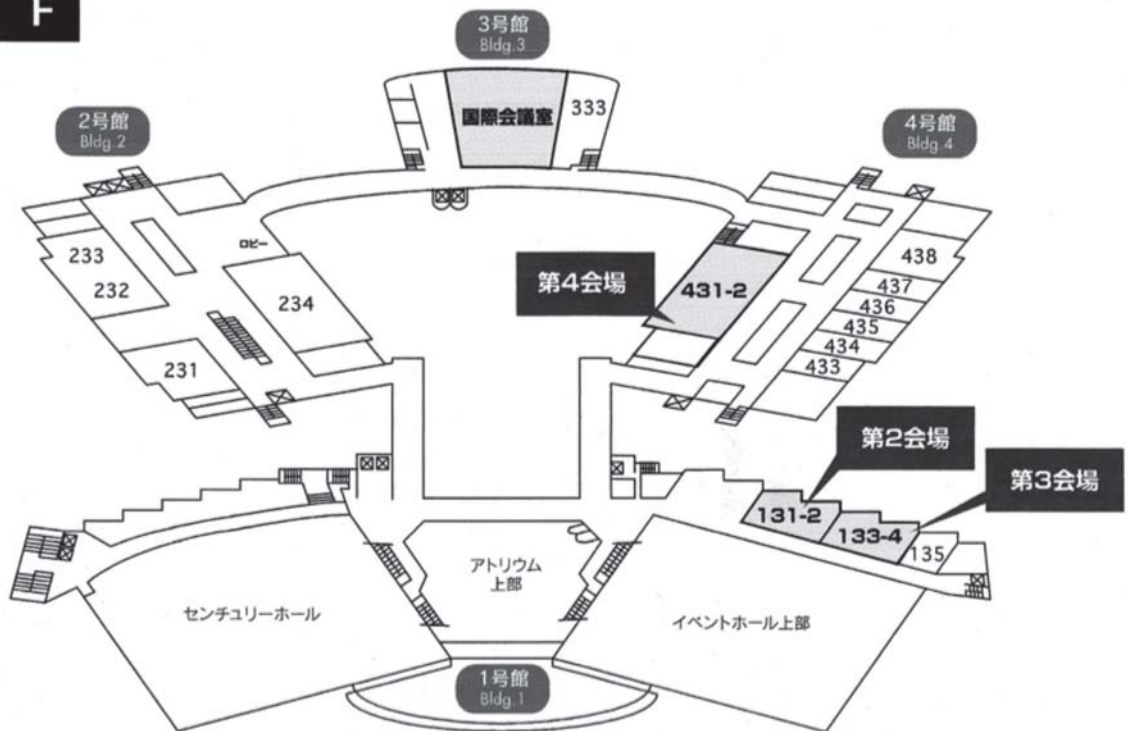 F
3号館
Bldg.3
国際会議室
333
2号館
Bldg.2
4号館
Bldg.4
ロビー
233
232
234
231
第4会場
431-2
438
437
436
435
434
433
第2会場
第3会場
131-2
133-4
135
アトリウム
上部
センチュリーホール
イベントホール上部
1号館
Bldg.1